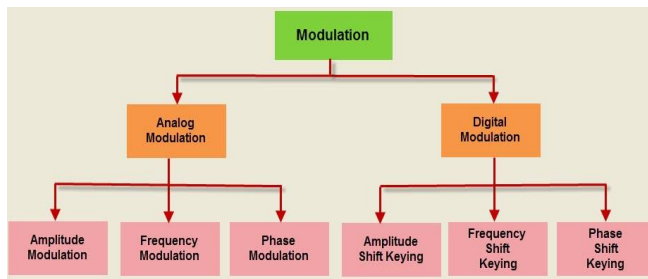 Modulation
Analog
Modulation
Digital
Modulation
Amplitude
Modulation
Frequency
Modulation
Phase
Modulation
Amplitude
Shift Keying
Frequency
Shift
Keying
Phase
Shift
Keying